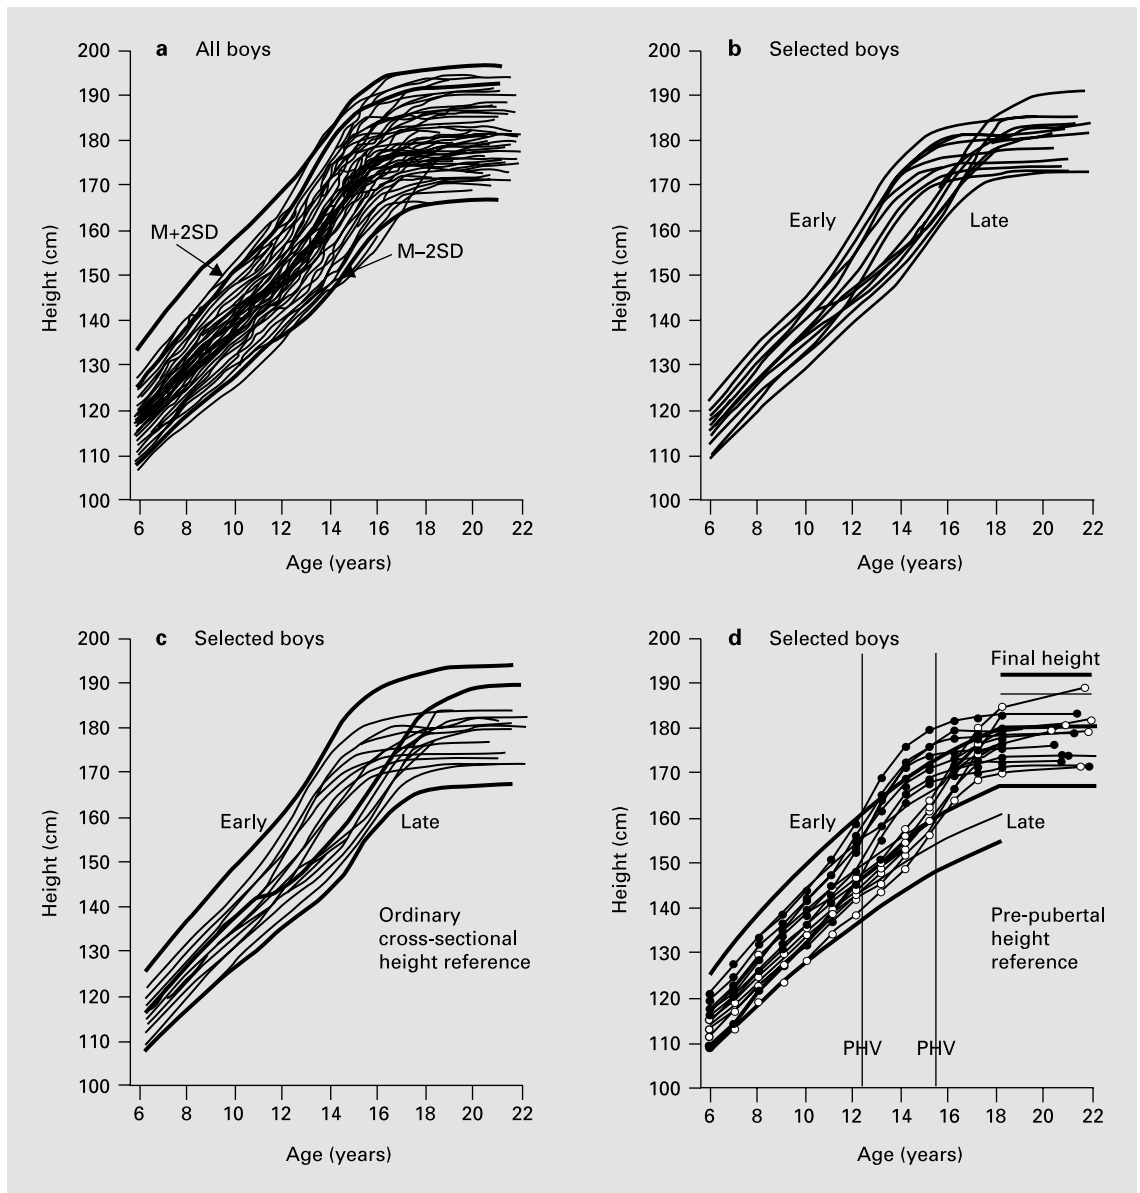 a All boys
200
190
180
170
160
150
140
130
120
110
100
Height (cm)
M+2SD
M–2SD
6 8 10 12 14 16 18 20 22
Age (years)
b Selected boys
200
190
180
170
160
150
140
130
120
110
100
Height (cm)
Early
Late
6 8 10 12 14 16 18 20 22
Age (years)
c Selected boys
200
190
180
170
160
150
140
130
120
110
100
Height (cm)
Early
Late
Ordinary
cross-sectional
height reference
6 8 10 12 14 16 18 20 22
Age (years)
d Selected boys
200
190
180
170
160
150
140
130
120
110
100
Height (cm)
Final height
Early
Late
Pre-pubertal
height
reference
PHV PHV
6 8 10 12 14 16 18 20 22
Age (years)